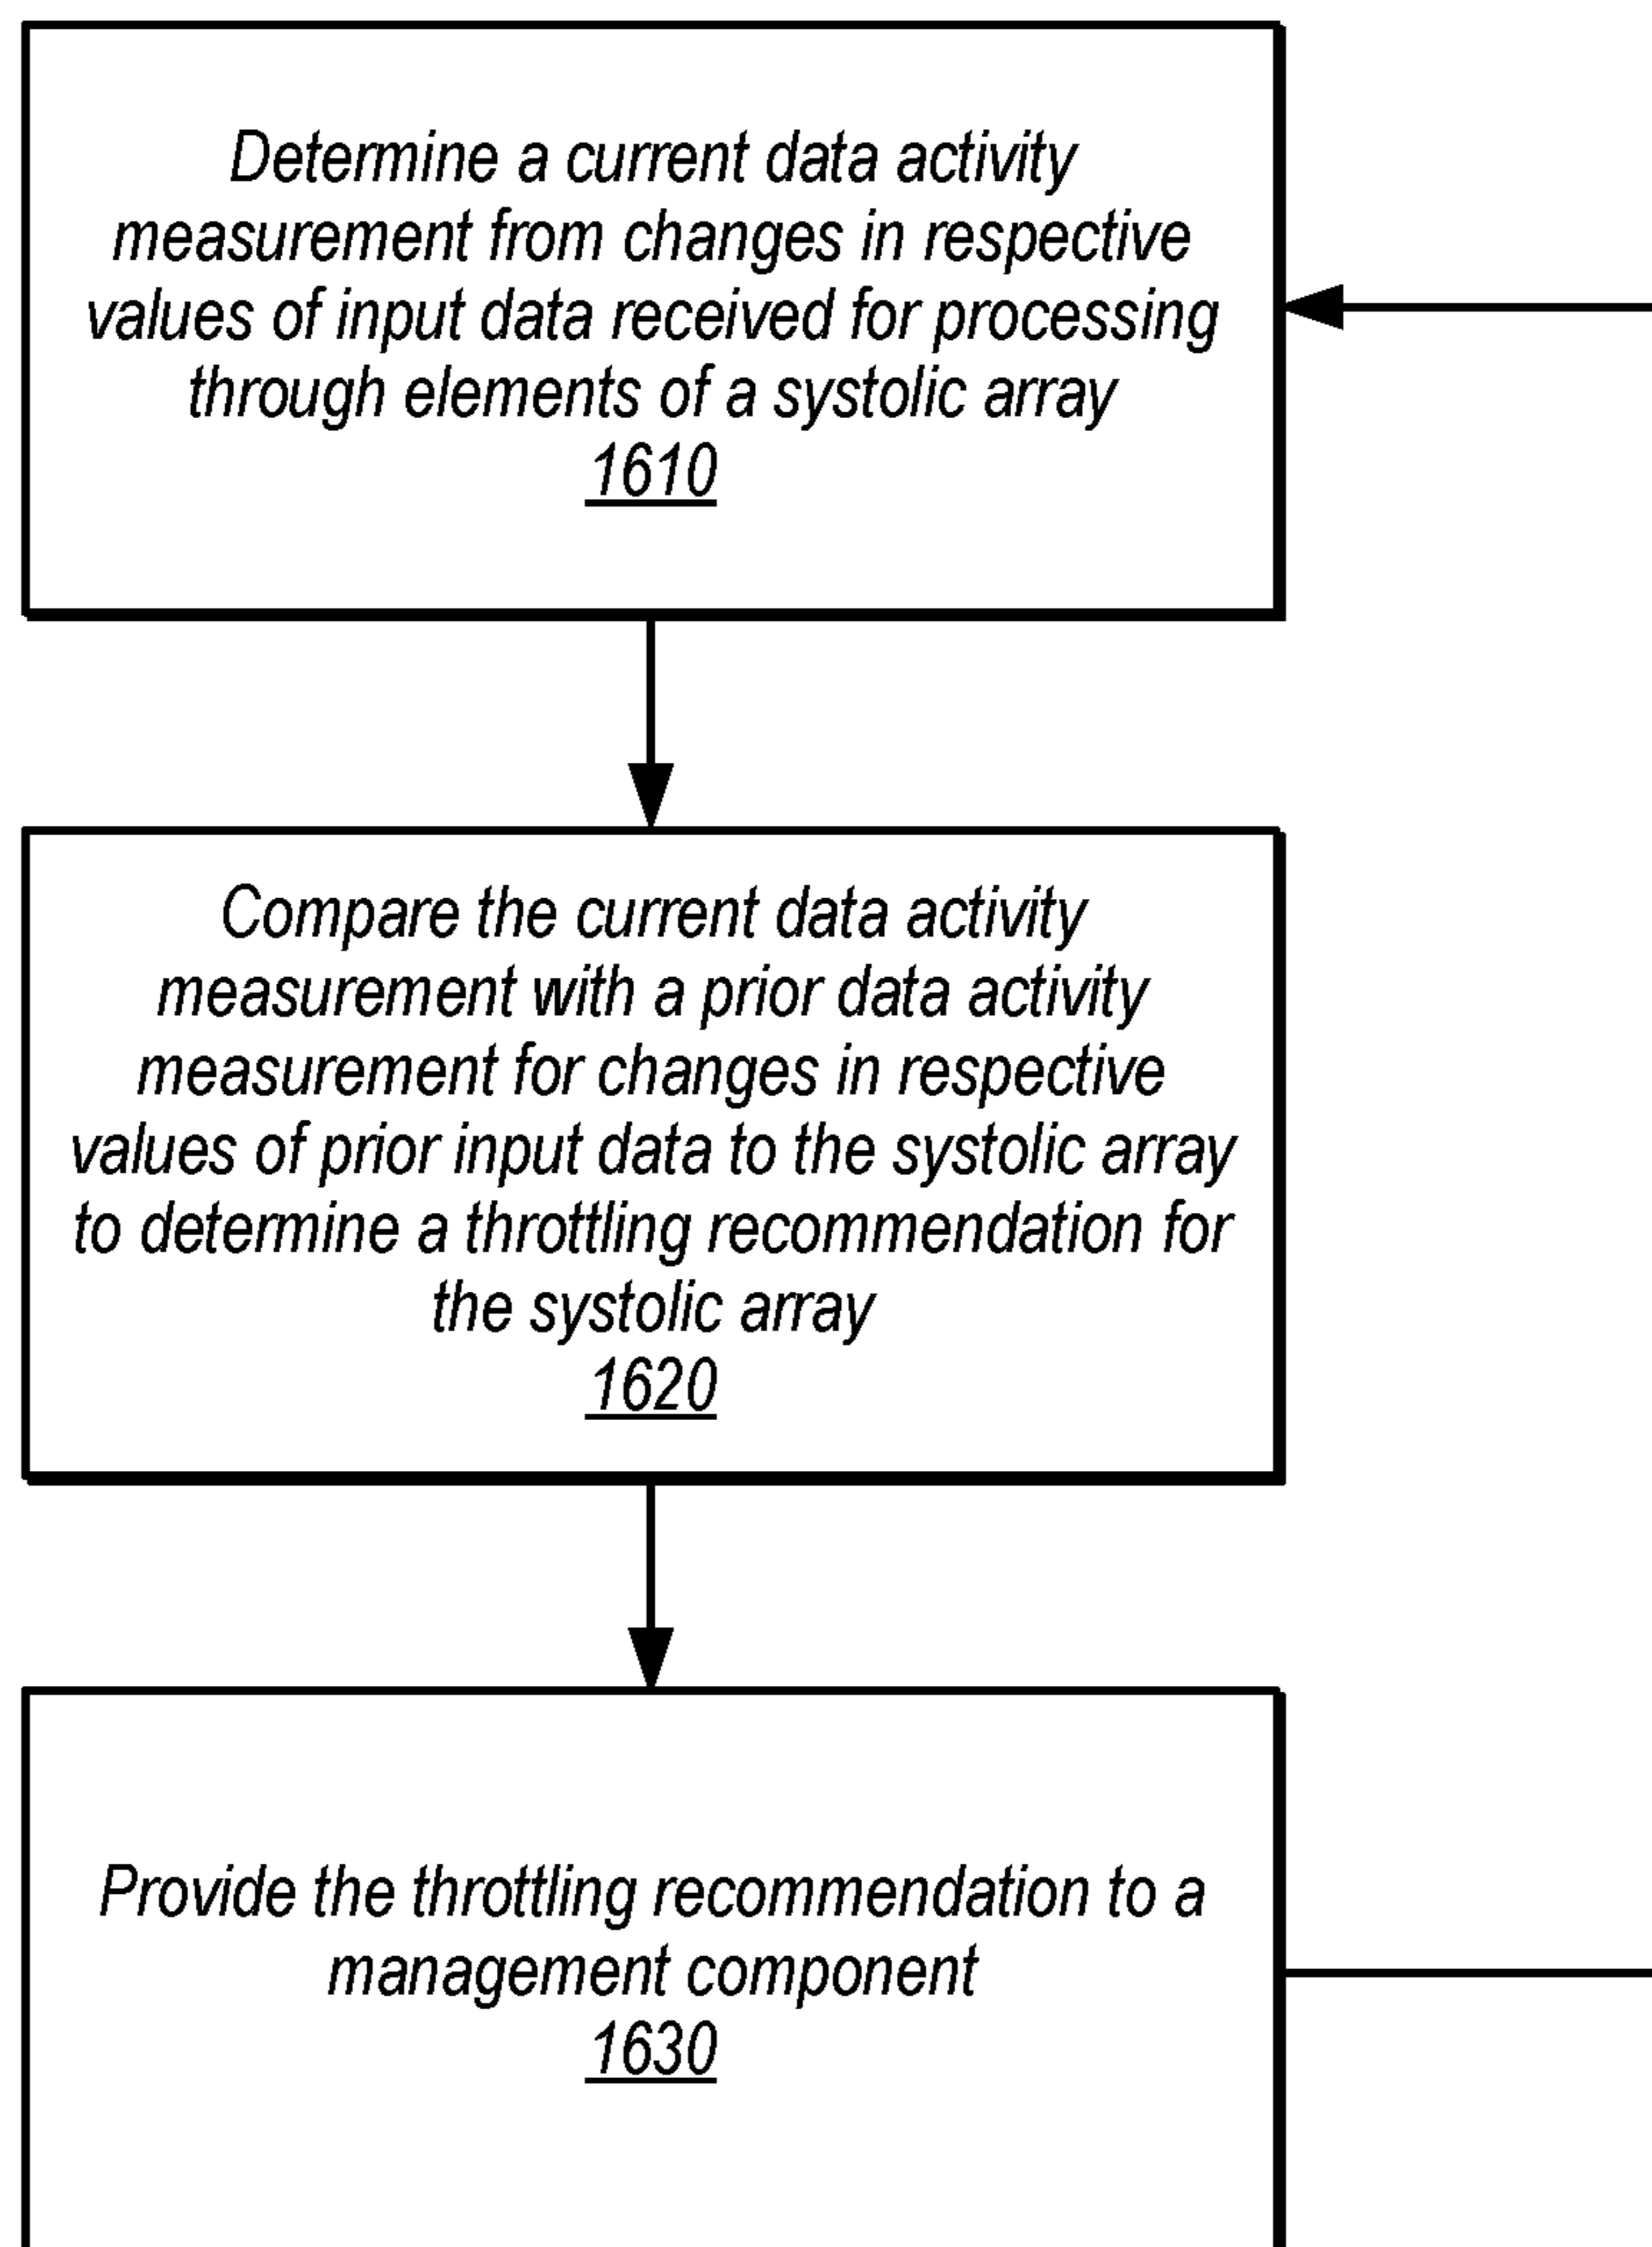 Determine a current data activity
measurement from changes in respective
values of input data received for processing
through elements of a systolic array
1610
Compare the current data activity
measurement with a prior data activity
measurement for changes in respective
values of prior input data to the systolic array
to determine a throttling recommendation for
the systolic array
1620
Provide the throttling recommendation to a
management component
1630